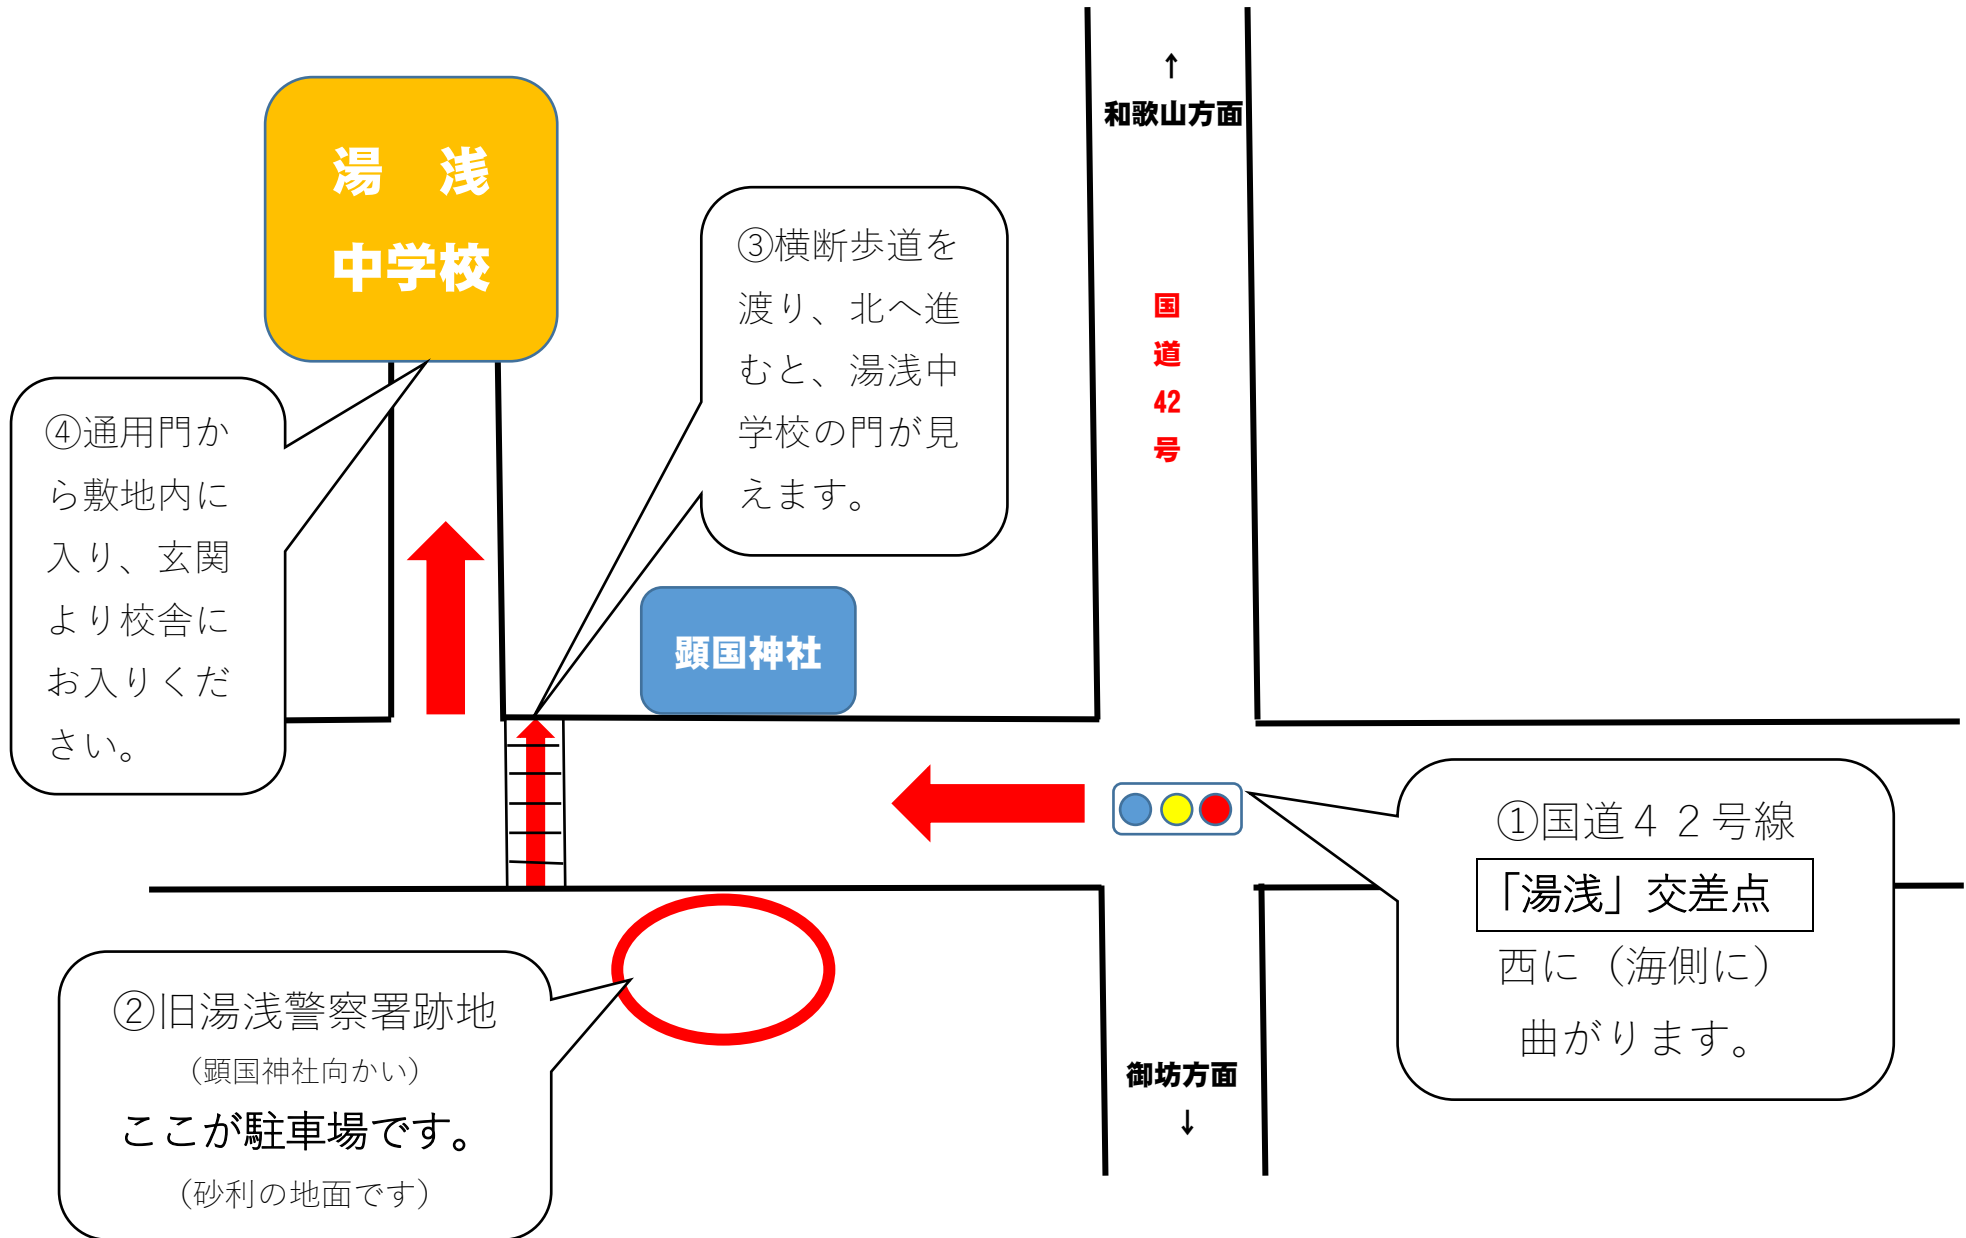 ↑
和歌山方面
国
道
42
号
湯　浅
中学校
③横断歩道を
渡り、北へ進
むと、湯浅中
学校の門が見
えます。
④通用門か
ら敷地内に
入り、玄関
より校舎に
お入りくだ
さい。
顕国神社
①国道４２号線
「湯浅」交差点
西に（海側に）
曲がります。
②旧湯浅警察署跡地
（顕国神社向かい）
ここが駐車場です。
（砂利の地面です）
御坊方面
↓